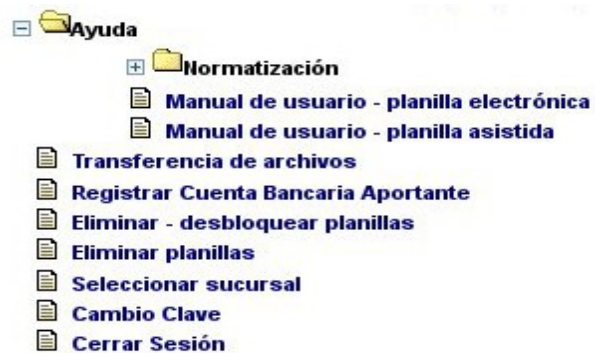 Ayuda
Normatización
Manual de usuario - planilla electrónica
Manual de usuario - planilla asistida
Transferencia de archivos
Registrar Cuenta Bancaria Aportante
Eliminar - desbloquear planillas
Eliminar planillas
Seleccionar sucursal
Cambio Clave
Cerrar Sesión